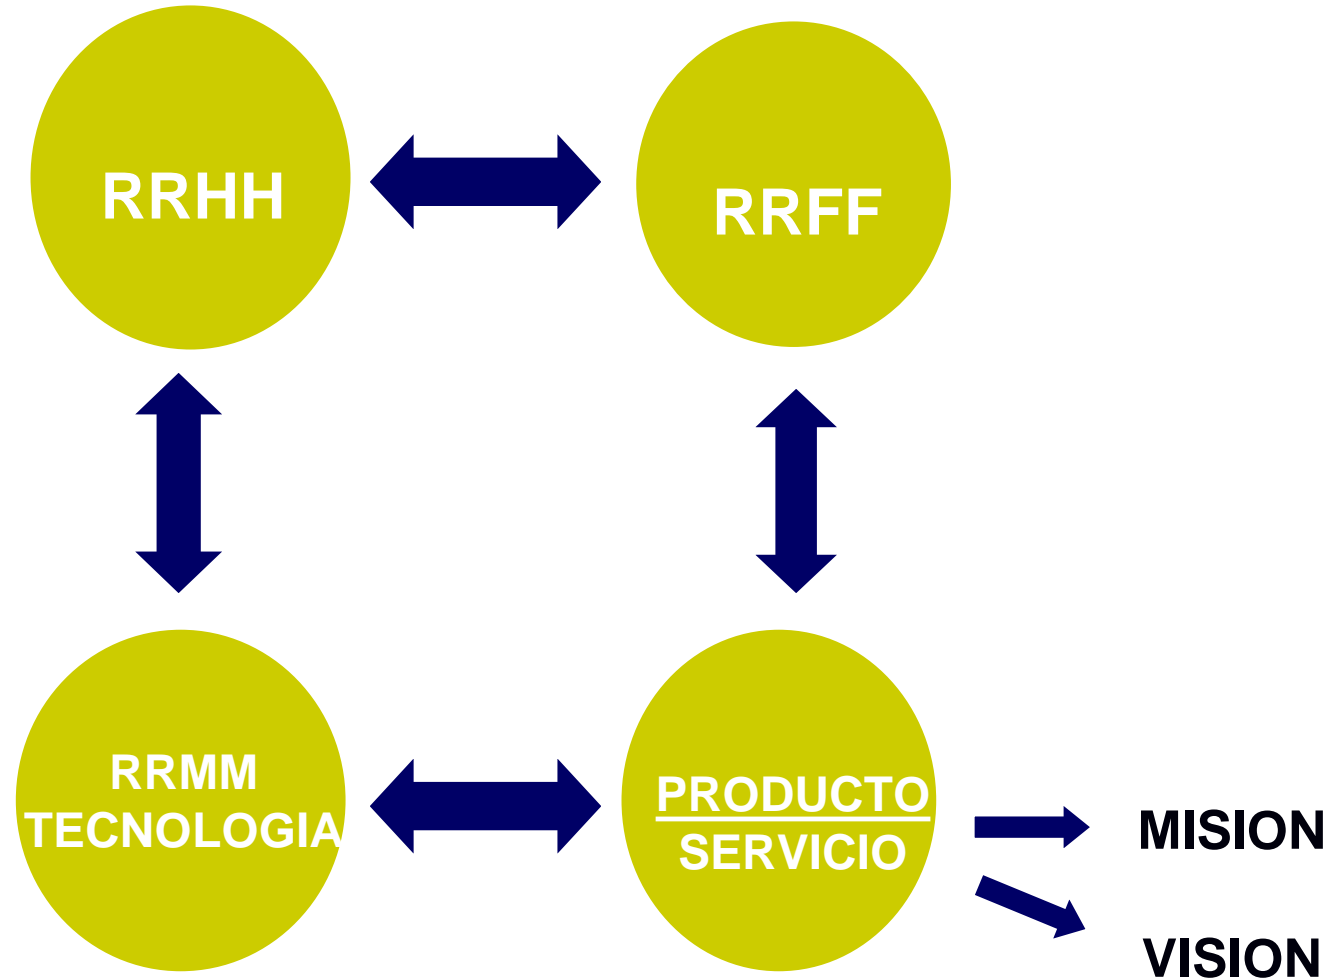 RRHH
RRFF
RRMM
TECNOLOGIA
PRODUCTO
SERVICIO
MISION
VISION